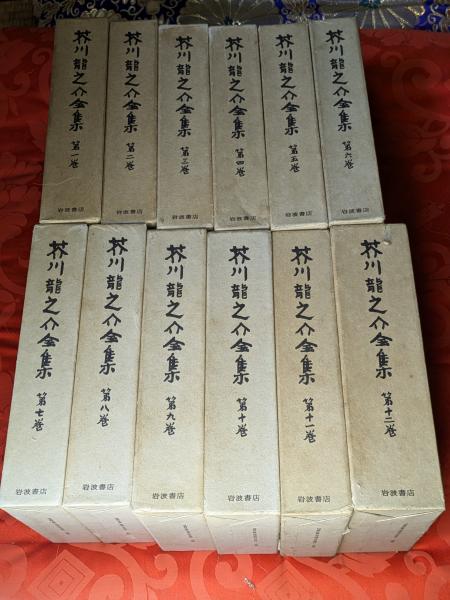 芥川龍之介全集 第一巻
岩波書店
芥川龍之介全集 第二巻
岩波書店
芥川龍之介全集 第三巻
岩波書店
芥川龍之介全集 第四巻
岩波書店
芥川龍之介全集 第五巻
岩波書店
芥川龍之介全集 第六巻
岩波書店
芥川龍之介全集 第七巻
岩波書店
芥川龍之介全集 第八巻
岩波書店
芥川龍之介全集 第九巻
岩波書店
芥川龍之介全集 第十巻
岩波書店
芥川龍之介全集 第十一巻
岩波書店
芥川龍之介全集 第十二巻
岩波書店